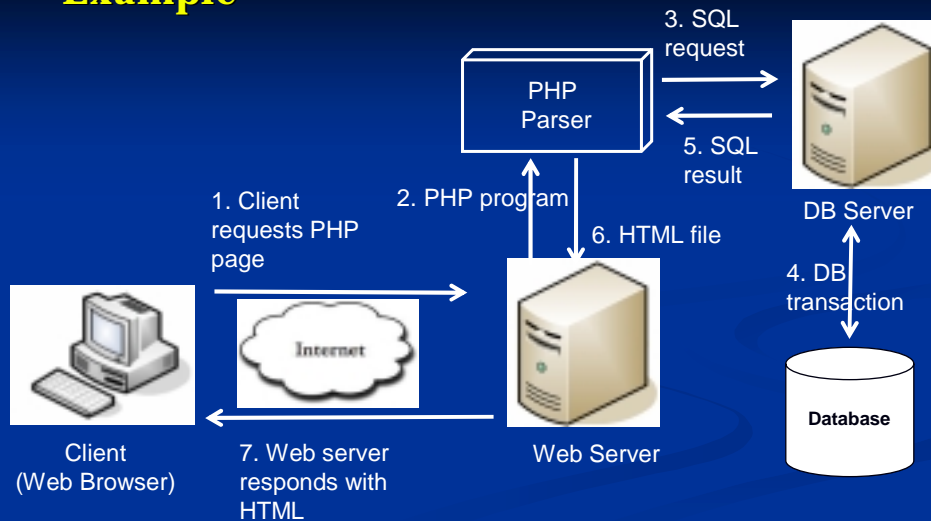 Example
3. SQL
request
PHP
Parser
5. SQL
result
DB Server
1. Client
requests PHP
page
2. PHP program
6. HTML file
4. DB
transaction
Internet
Database
Client
(Web Browser)
7. Web server
responds with
HTML
Web Server